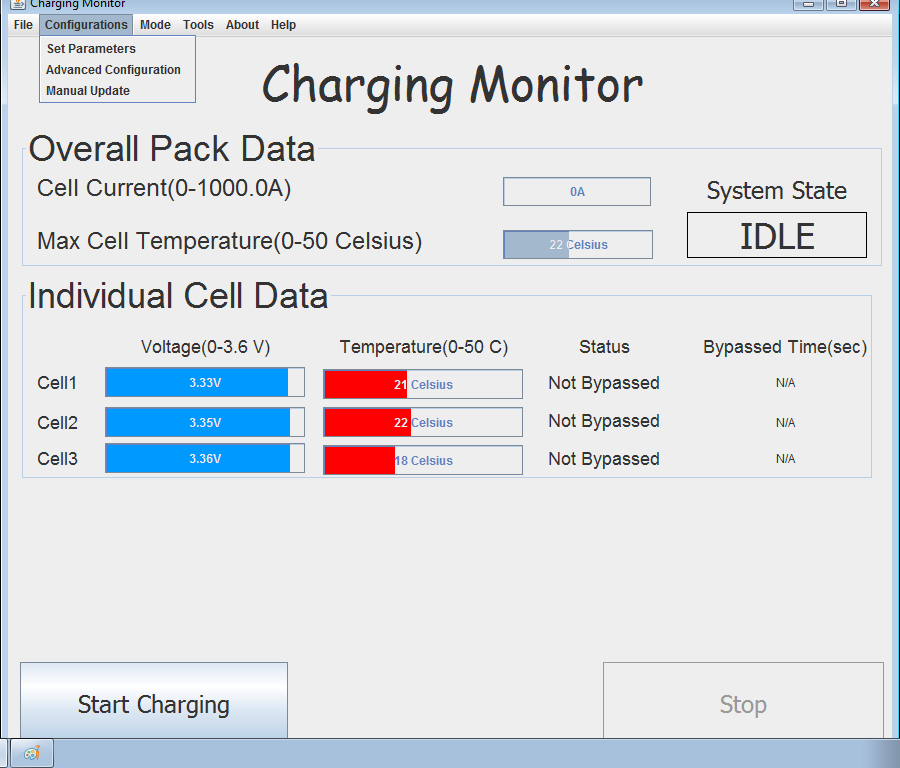 Charging Monitor
File Configurations Mode Tools About Help
Set Parameters
Advanced Configuration
Manual Update
Charging Monitor
Overall Pack Data
Cell Current(0-1000.0A) 0A System State
Max Cell Temperature(0-50 Celsius) 22 Celsius IDLE
Individual Cell Data
Voltage(0-3.6 V) Temperature(0-50 C) Status Bypassed Time(sec)
Cell1 3.33V 21 Celsius Not Bypassed N/A
Cell2 3.35V 22 Celsius Not Bypassed N/A
Cell3 3.36V 18 Celsius Not Bypassed N/A
Start Charging Stop